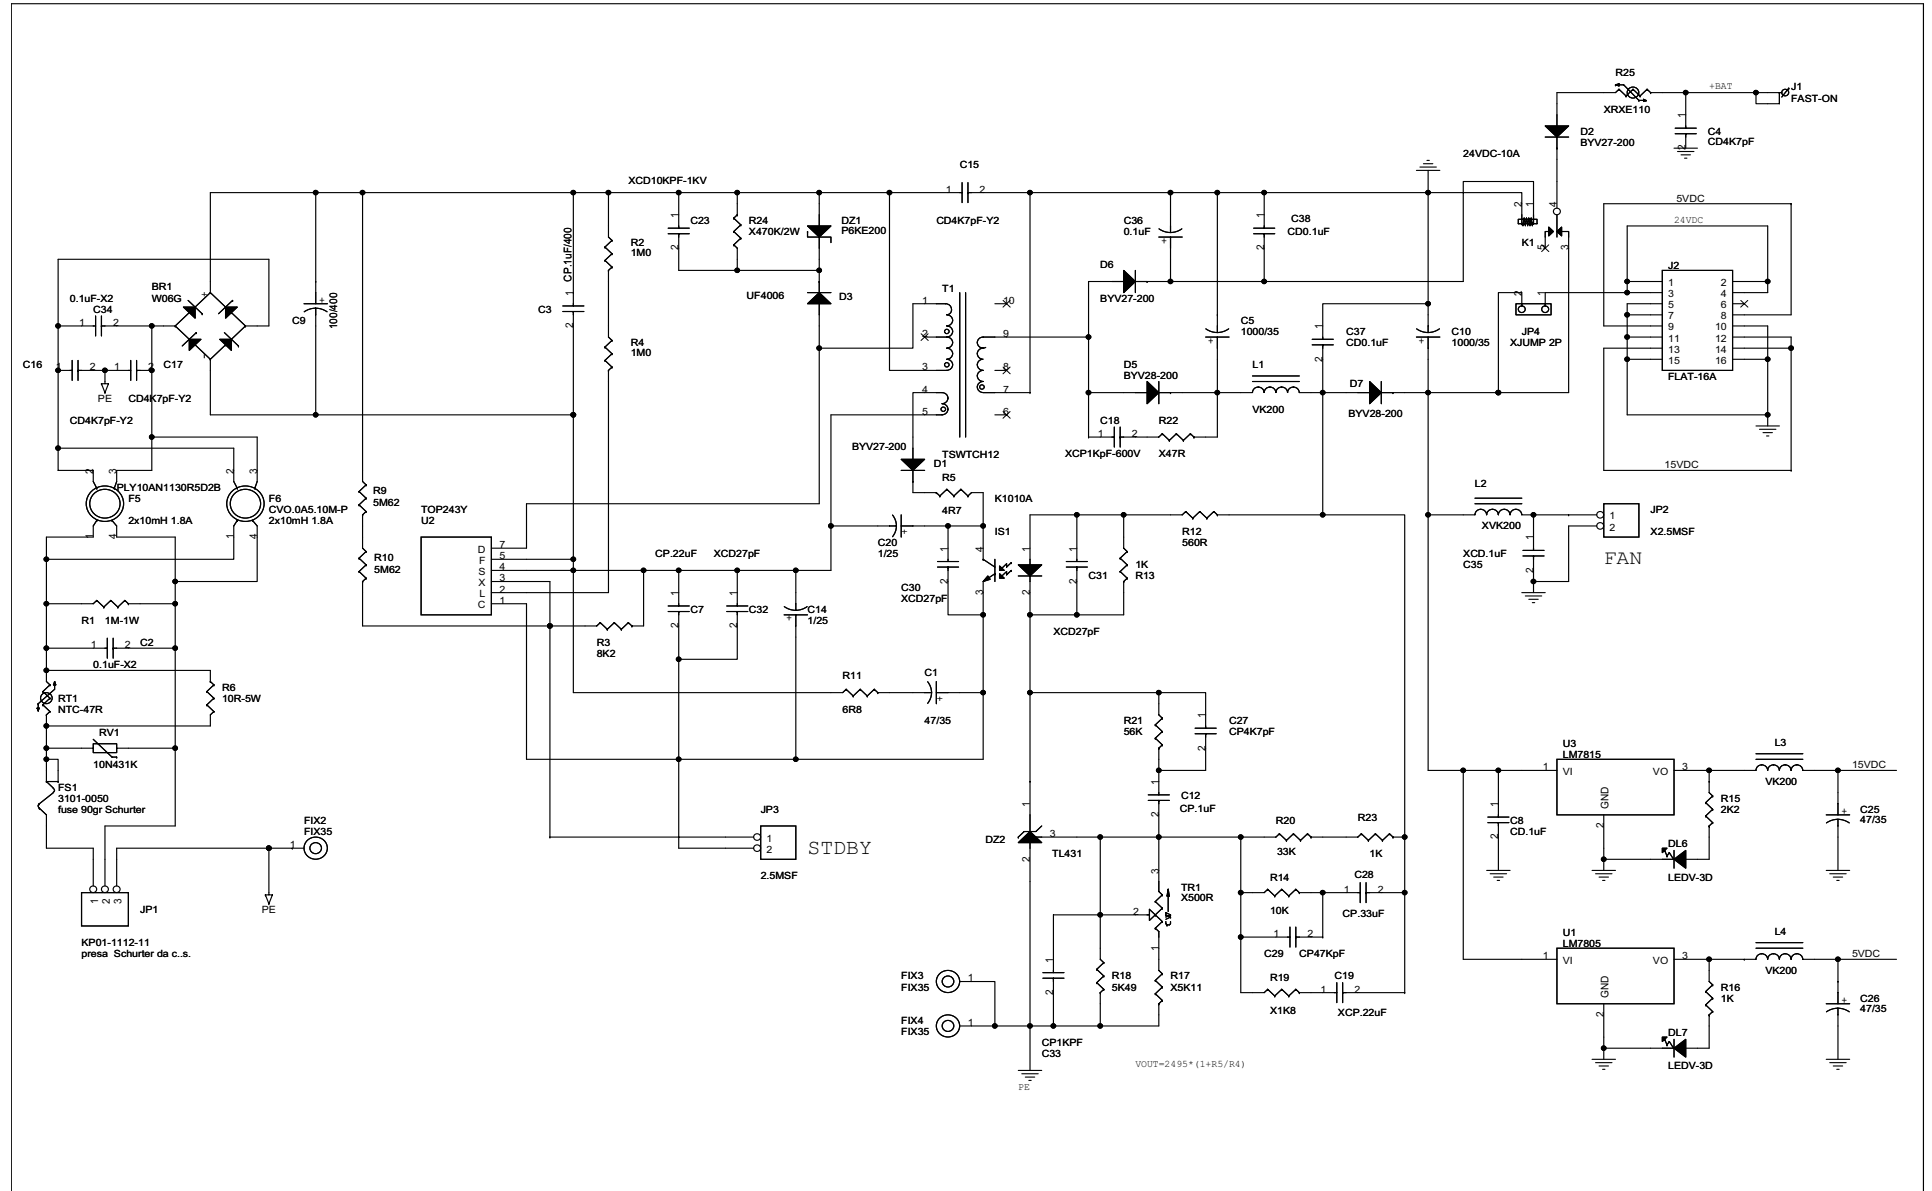 R25
XRXE110
+BAT
J1
FAST-ON
D2
BYV27-200
C4
CD4K7pF
24VDC-10A
C15
XCD10KPF-1KV
CD4K7pF-Y2
5VDC
24VDC
C23
R24
X470K/2W
DZ1
P6KE200
C36
0.1uF
C38
CD0.1uF
K1
R2
1M0
CP.1uF/400
J2
D6
BYV27-200
BR1
W06G
0.1uF-X2
C34
C9
100/400
UF4006
D3
T1
C3
C5
1000/35
C37
CD0.1uF
C10
1000/35
JP4
XJUMP 2P
R4
1M0
C16
C17
PE
CD4K7pF-Y2
CD4K7pF-Y2
D5
BYV28-200
L1
VK200
D7
BYV28-200
FLAT-16A
C18
R22
XCP1KpF-600V
X47R
BYV27-200
TSWTCH12
D1
15VDC
PLY10AN1130R5D2B
F5
2x10mH 1.8A
F6
CVO.0A5.10M-P
2x10mH 1.8A
R9
5M62
TOP243Y
U2
R5
4R7
K1010A
IS1
L2
XVK200
JP2
X2.5MSF
FAN
R12
560R
C20
1/25
R10
5M62
CP.22uF
XCD27pF
D 7
F 5
S 4
X 3
L 2
C 1
C30
XCD27pF
C31
1K
R13
XCD.1uF
C35
C7
C32
C14
1/25
R1 1M-1W
R3
8K2
XCD27pF
C2
0.1uF-X2
RT1
NTC-47R
R6
10R-5W
R11
6R8
C1
47/35
R21
56K
C27
CP4K7pF
RV1
10N431K
U3
LM7815
VI
VO
GND
L3
VK200
15VDC
FS1
3101-0050
fuse 90gr Schurter
C12
CP.1uF
R15
2K2
C25
47/35
C8
CD.1uF
JP3
STDBY
2.5MSF
FIX2
FIX35
DZ2
TL431
R20
33K
R23
1K
DL6
LEDV-3D
R14
10K
C28
CP.33uF
TR1
X500R
CW
JP1
PE
KP01-1112-11
presa Schurter da c..s.
C29
CP47KpF
U1
LM7805
VI
VO
GND
L4
VK200
5VDC
FIX3
FIX35
R18
5K49
R17
X5K11
R19
X1K8
C19
XCP.22uF
R16
1K
C26
47/35
FIX4
FIX35
CP1KPF
C33
DL7
LEDV-3D
VOUT=2495*(1+R5/R4)
PE